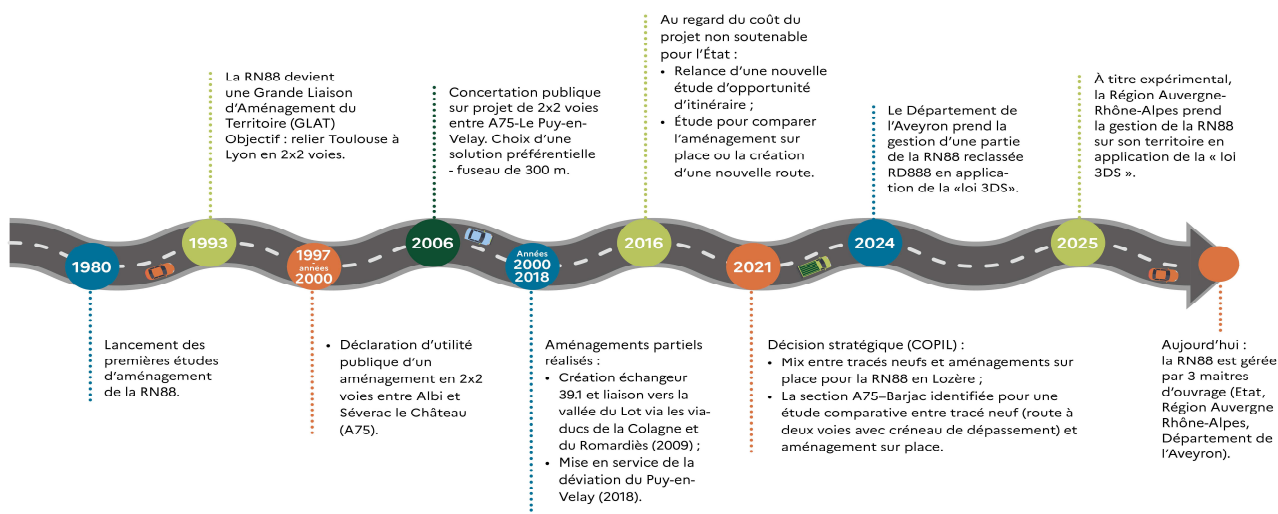 1980
Lancement des
premières études
d'aménagement
de la RN88.
1993
La RN88 devient
une Grande Liaison
d'Aménagement du
Territoire (GLAT)
Objectif : relier Toulouse à
Lyon en 2x2 voies.
1997
-
années
2000
• Déclaration d'utilité
publique d'un
aménagement en 2x2
voies entre Albi et
Séverac le Château
(A75).
2006
Concertation publique
sur projet de 2x2 voies
entre A75-Le Puy-en-
Velay. Choix d'une
solution préférentielle
- fuseau de 300 m.
Années
2000
2018
Aménagements partiels
réalisés :
• Création échangeur
39.1 et liaison vers la
vallée du Lot via les via-
ducs de la Colagne et
du Romardiès (2009) ;
• Mise en service de la
déviation du Puy-en-
Velay (2018).
2016
Au regard du coût du
projet non soutenable
pour l'État :
• Relance d'une nouvelle
étude d'opportunité
d'itinéraire ;
• Étude pour comparer
l'aménagement sur
place ou la création
d'une nouvelle route.
2021
Décision stratégique (COPIL) :
• Mix entre tracés neufs et aménagements sur
place pour la RN88 en Lozère ;
• La section A75–Barjac identifiée pour une
étude comparative entre tracé neuf (route à
deux voies avec créneau de dépassement) et
aménagement sur place.
2024
Le Département de
l'Aveyron prend la
gestion d'une partie
de la RN88 reclassée
RD888 en applica-
tion de la «loi 3DS».
2025
À titre expérimental,
la Région Auvergne-
Rhône-Alpes prend
la gestion de la RN88
sur son territoire en
application de la « loi
3DS ».
Aujourd'hui :
la RN88 est gérée
par 3 maitres
d'ouvrage (Etat,
Région Auvergne
Rhône-Alpes,
Département de
l'Aveyron).